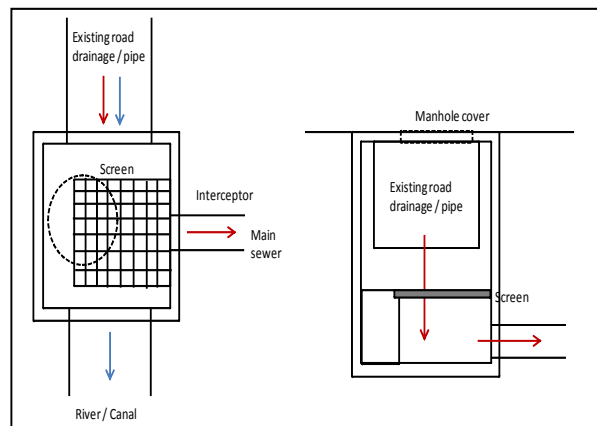 Existing road
drainage / pipe
Screen
Interceptor
Main
sewer
River / Canal
Manhole cover
Existing road
drainage / pipe
Screen